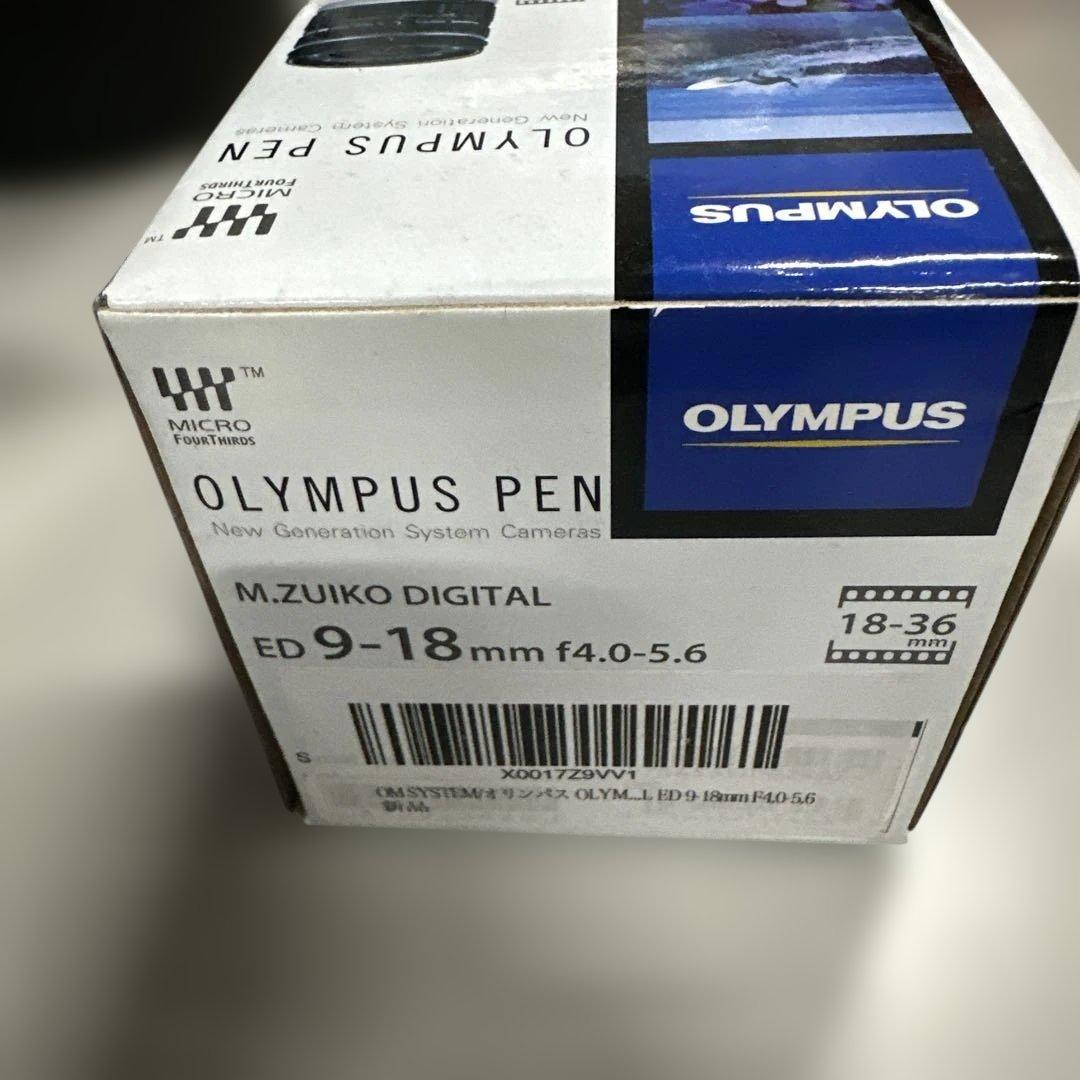 New Generation System Cameras
OLYMPUS PEN
MICRO
FOURTHIRDS
TM
OLYMPUS
TM
MICRO
FOURTHIRDS
OLYMPUS
OLYMPUS PEN
New Generation System Cameras
M.ZUIKO DIGITAL
ED 9-18mm f4.0-5.6
18-36
mm
S
X0017Z9VV1
OM SYSTEM/オリンパス OLYM...L ED 9-18mm F4.0-5.6
新品